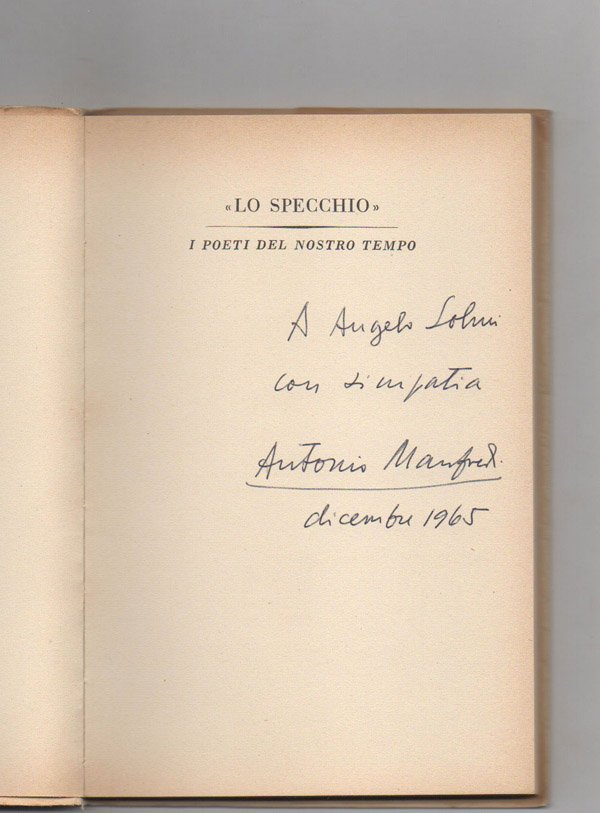 «LO SPECCHIO»
I POETI DEL NOSTRO TEMPO
A Angelo Solmi
con simpatia
Antonio Manfredi
dicembre 1965